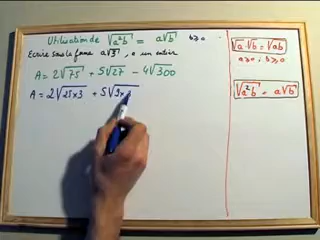 Utilisation de √a²b = a√b b≥0
Ecrire sous la forme a√3, a un entier
A = 2√75 + 5√27 - 4√300
A = 2√25×3 + 5√9×
√a·√b = √ab
a≥0 ; b≥0
√a²b = a√b